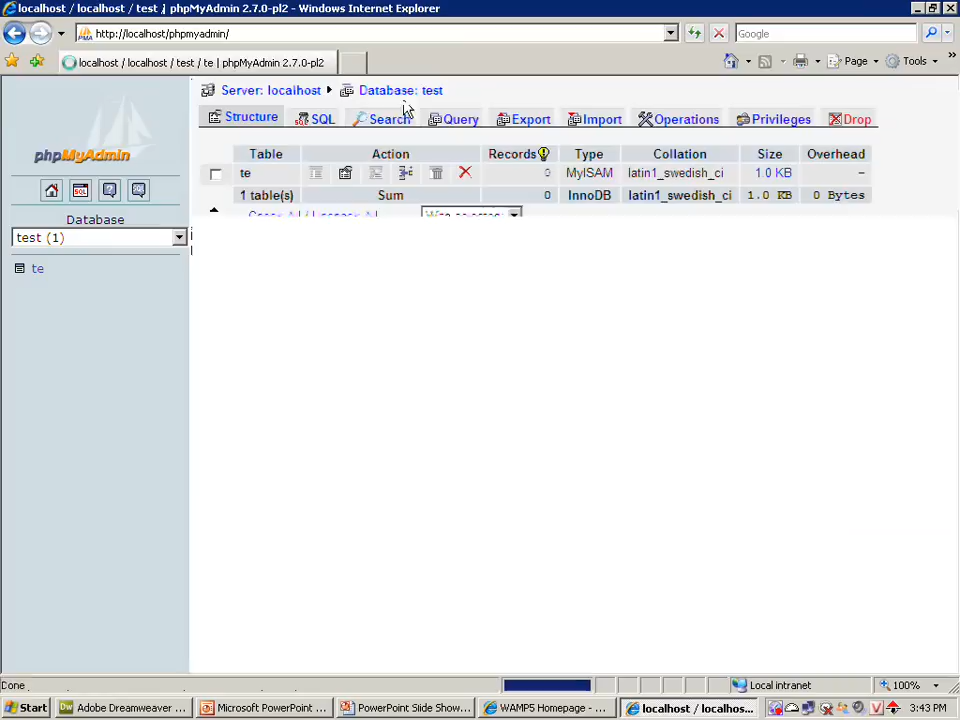 localhost / localhost / test / phpMyAdmin 2.7.0-pl2 - Windows Internet Explorer
http://localhost/phpmyadmin/
Google
localhost / localhost / test / te | phpMyAdmin 2.7.0-pl2
Page
Tools
phpMyAdmin
PMA
SQL
Database
test (1)
te
Server: localhost
Database: test
Structure
SQL
Search
Query
Export
Import
Operations
Privileges
Drop
Table Action Records Type Collation Size Overhead
te 0 MyISAM latin1_swedish_ci 1.0 KB –
1 table(s) Sum 0 InnoDB latin1_swedish_ci 1.0 KB 0 Bytes
Done
Local intranet
100%
Start
Adobe Dreamweaver ...
Microsoft PowerPoint ...
PowerPoint Slide Show...
WAMP5 Homepage - ...
localhost / localhos...
3:43 PM